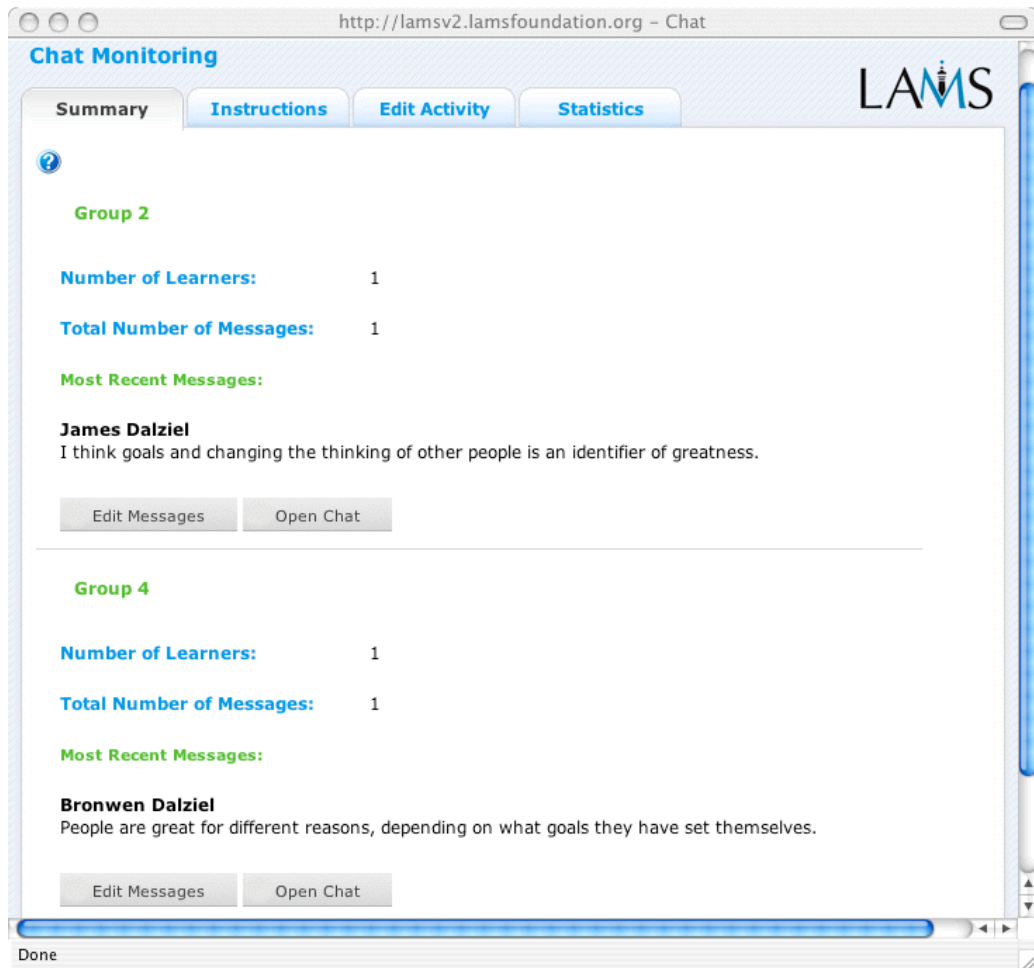 http://lamsv2.lamsfoundation.org – Chat
Chat Monitoring
LAMS
Summary Instructions Edit Activity Statistics
?
Group 2
Number of Learners: 1
Total Number of Messages: 1
Most Recent Messages:
James Dalziel
I think goals and changing the thinking of other people is an identifier of greatness.
Edit Messages Open Chat
Group 4
Number of Learners: 1
Total Number of Messages: 1
Most Recent Messages:
Bronwen Dalziel
People are great for different reasons, depending on what goals they have set themselves.
Edit Messages Open Chat
Done